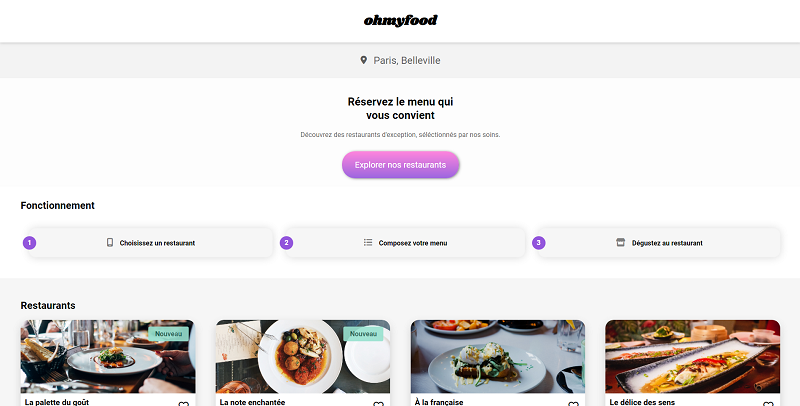 ohmyfood
Paris, Belleville
Réservez le menu qui
vous convient
Découvrez des restaurants d'exception, séléctionnés par nos soins.
Explorer nos restaurants
Fonctionnement
1 Choisissez un restaurant
2 Composez votre menu
3 Dégustez au restaurant
Restaurants
Nouveau
Nouveau
La palette du goût
La note enchantée
À la française
Le délice des sens